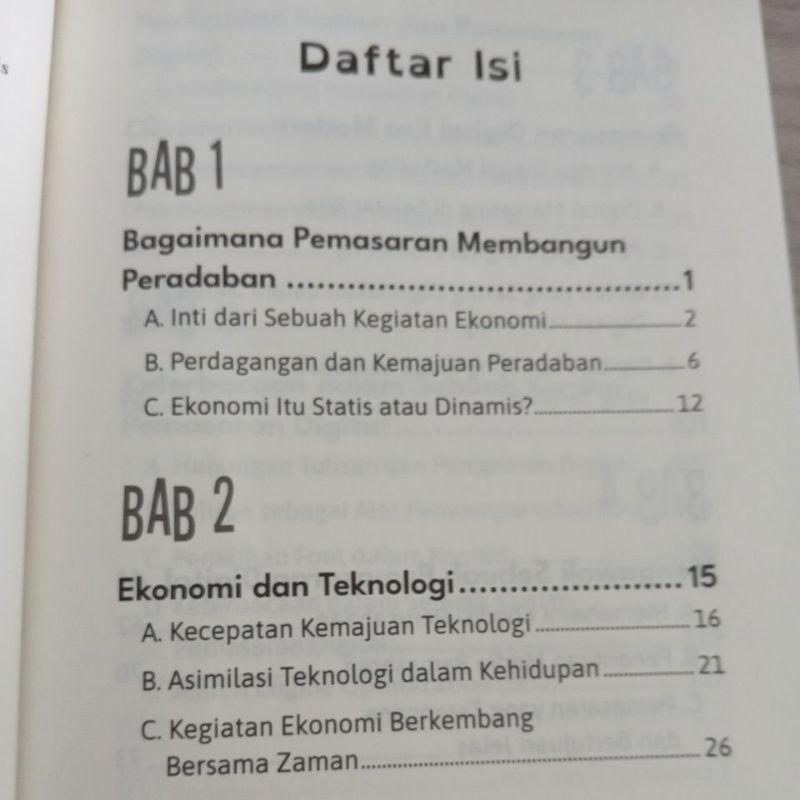 Daftar Isi
BAB 1
Bagaimana Pemasaran Membangun
Peradaban ........................................1
A. Inti dari Sebuah Kegiatan Ekonomi....................2
B. Perdagangan dan Kemajuan Peradaban............6
C. Ekonomi Itu Statis atau Dinamis?....................12
BAB 2
Ekonomi dan Teknologi.......................15
A. Kecepatan Kemajuan Teknologi....................16
B. Asimilasi Teknologi dalam Kehidupan............21
C. Kegiatan Ekonomi Berkembang
Bersama Zaman........................................26